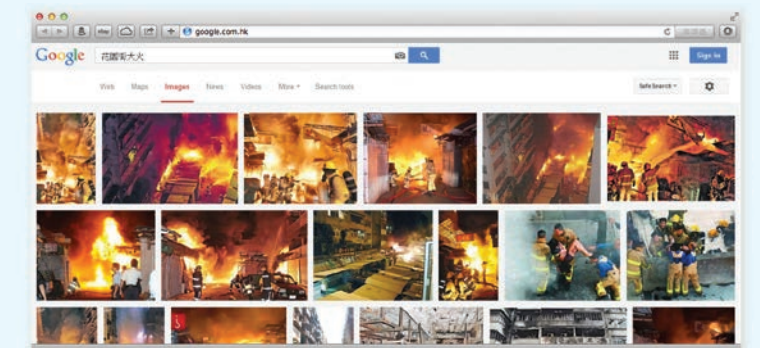 google.com.hk
Google
花園街大火
Sign in
Web Maps Images News Videos More Search tools
SafeSearch